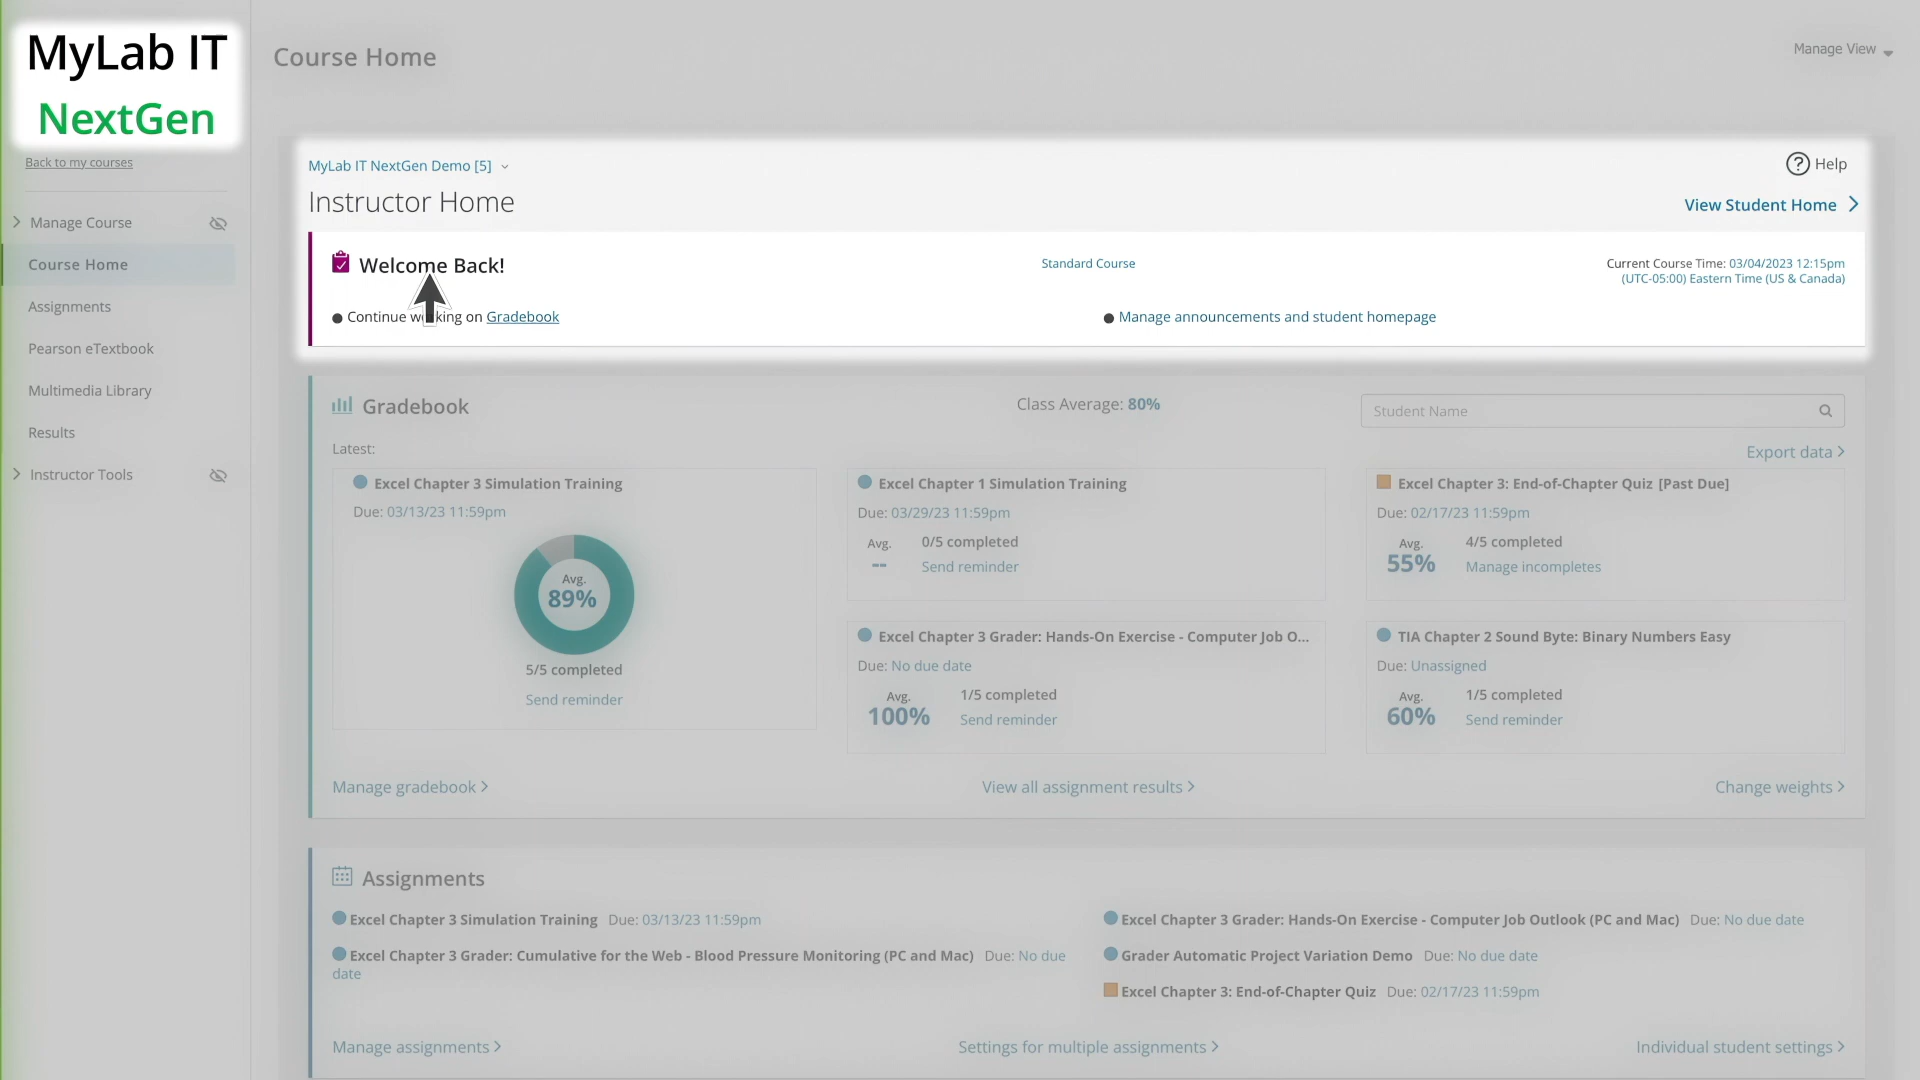 MyLab IT
NextGen
Back to my courses
Manage Course
Course Home
Assignments
Pearson eTextbook
Multimedia Library
Results
Instructor Tools
Course Home
Manage View
MyLab IT NextGen Demo [5]
Help
Instructor Home
View Student Home
Welcome Back!
Standard Course
Current Course Time: 03/04/2023 12:15pm
(UTC-05:00) Eastern Time (US & Canada)
Continue working on Gradebook
Manage announcements and student homepage
Gradebook
Class Average: 80%
Student Name
Latest:
Export data
Excel Chapter 3 Simulation Training
Due: 03/13/23 11:59pm
Avg.
89%
5/5 completed
Send reminder
Excel Chapter 1 Simulation Training
Due: 03/29/23 11:59pm
Avg.
--
0/5 completed
Send reminder
Excel Chapter 3: End-of-Chapter Quiz [Past Due]
Due: 02/17/23 11:59pm
Avg.
55%
4/5 completed
Manage incompletes
Excel Chapter 3 Grader: Hands-On Exercise - Computer Job O...
Due: No due date
Avg.
100%
1/5 completed
Send reminder
TIA Chapter 2 Sound Byte: Binary Numbers Easy
Due: Unassigned
Avg.
60%
1/5 completed
Send reminder
Manage gradebook
View all assignment results
Change weights
Assignments
Excel Chapter 3 Simulation Training Due: 03/13/23 11:59pm
Excel Chapter 3 Grader: Cumulative for the Web - Blood Pressure Monitoring (PC and Mac) Due: No due
date
Excel Chapter 3 Grader: Hands-On Exercise - Computer Job Outlook (PC and Mac) Due: No due date
Grader Automatic Project Variation Demo Due: No due date
Excel Chapter 3: End-of-Chapter Quiz Due: 02/17/23 11:59pm
Manage assignments
Settings for multiple assignments
Individual student settings